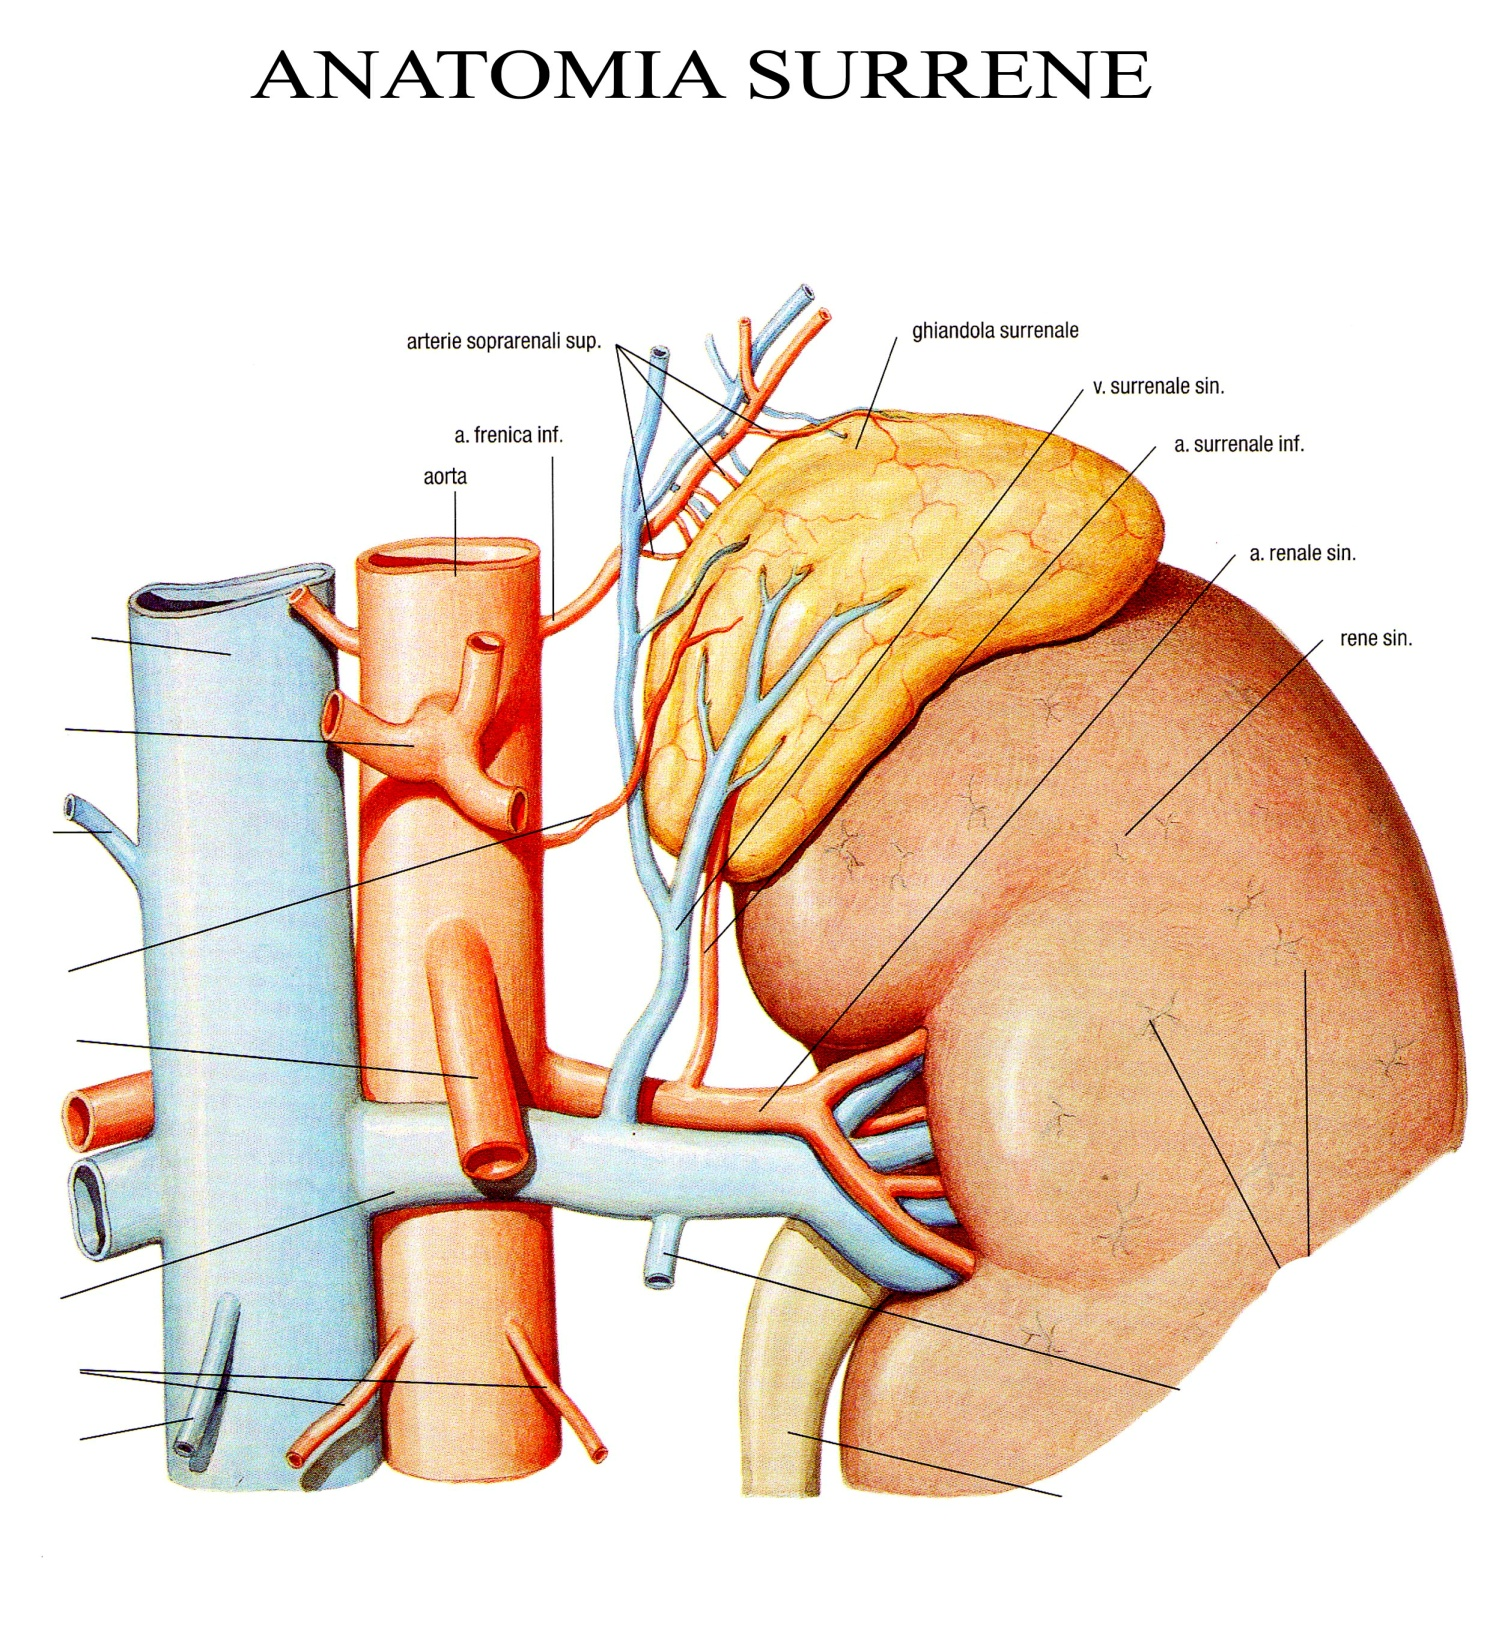 ANATOMIA SURRENE
arterie soprarenali sup.
ghiandola surrenale
v. surrenale sin.
a. frenica inf.
a. surrenale inf.
aorta
a. renale sin.
rene sin.